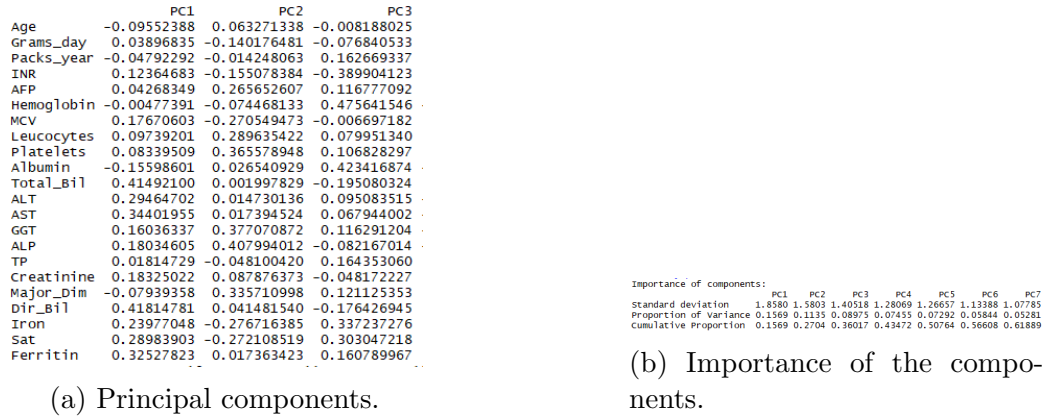 PC1 PC2 PC3
Age -0.09552388 0.063271338 -0.008188025
Grams_day 0.03896835 -0.140176481 -0.076840533
Packs_year -0.04792292 -0.014248063 0.162669337
INR 0.12364683 -0.155078384 -0.389904123
AFP 0.04268349 0.265652607 0.116777092
Hemoglobin -0.00477391 -0.074468133 0.475641546
MCV 0.17670603 -0.270549473 -0.006697182
Leucocytes 0.09739201 0.289635422 0.079951340
Platelets 0.08339509 0.365578948 0.106828297
Albumin -0.15598601 0.026540929 0.423416874
Total_Bil 0.41492100 0.001997829 -0.195080324
ALT 0.29464702 0.014730136 0.095083515
AST 0.34401955 0.017394524 0.067944002
GGT 0.16036337 0.377070872 0.116291204
ALP 0.18034605 0.407994012 -0.082167014
TP 0.01814729 -0.048100420 0.164353060
Creatinine 0.18325022 0.087876373 -0.048172227
Major_Dim -0.07939358 0.335710998 0.121125353
Dir_Bil 0.41814781 0.041481540 -0.176426945
Iron 0.23977048 -0.276716385 0.337237276
Sat 0.28983903 -0.272108519 0.303047218
Ferritin 0.32527823 0.017363423 0.160789967
(a) Principal components.
Importance of components:
PC1 PC2 PC3 PC4 PC5 PC6 PC7
Standard deviation 1.8580 1.5803 1.40518 1.28069 1.26657 1.13388 1.07785
Proportion of Variance 0.1569 0.1135 0.08975 0.07455 0.07292 0.05844 0.05281
Cumulative Proportion 0.1569 0.2704 0.36017 0.43472 0.50764 0.56608 0.61889
(b) Importance of the compo-
nents.